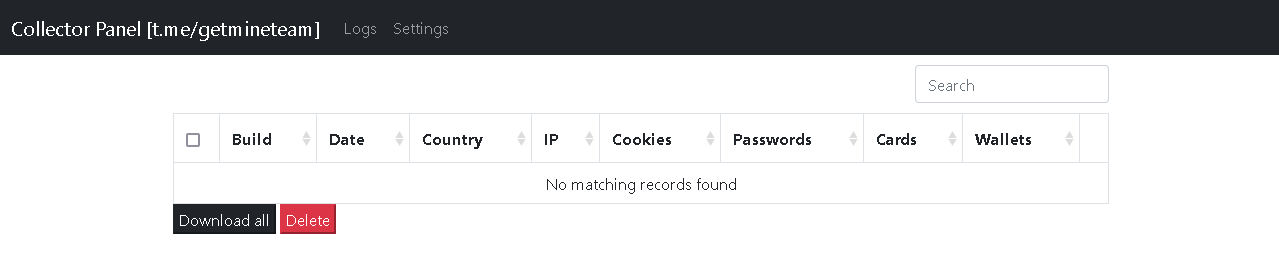 Collector Panel [t.me/getmineteam] Logs Settings
Search
Build Date Country IP Cookies Passwords Cards Wallets
No matching records found
Download all Delete